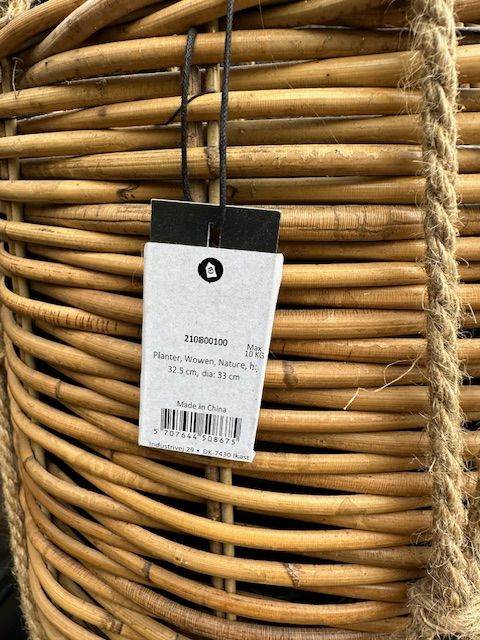 210800100
Max
10 KG
Planter, Wowen, Nature, h:
32.5 cm, dia: 33 cm
Made in China
5 707644 508675
Industrivej 29 • DK-7430 Ikast